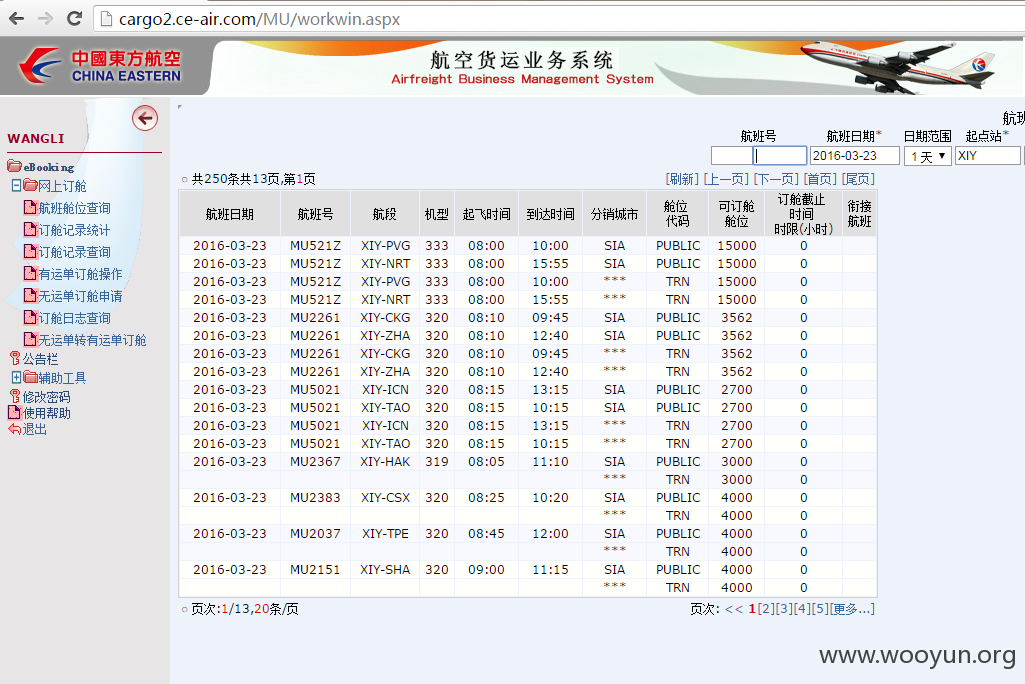 cargo2.ce-air.com/MU/workwin.aspx
中國東方航空
CHINA EASTERN
航空货运业务系统
Airfreight Business Management System
WANGLI
eBooking
网上订舱
航班舱位查询
订舱记录统计
订舱记录查询
有运单订舱操作
无运单订舱申请
订舱日志查询
无运单转有运单订舱
公告栏
辅助工具
修改密码
使用帮助
退出
航班
航班号 航班日期* 日期范围 起点站*
2016-03-23 1 天 XIY
共250条共13页,第1页 [刷新] [上一页] [下一页] [首页] [尾页]
航班日期 航班号 航段 机型 起飞时间 到达时间 分销城市 舱位代码 可订舱舱位 订舱截止时间时限(小时) 衔接航班
2016-03-23 MU521Z XIY-PVG 333 08:00 10:00 SIA PUBLIC 15000 0
2016-03-23 MU521Z XIY-NRT 333 08:00 15:55 SIA PUBLIC 15000 0
2016-03-23 MU521Z XIY-PVG 333 08:00 10:00 *** TRN 15000 0
2016-03-23 MU521Z XIY-NRT 333 08:00 15:55 *** TRN 15000 0
2016-03-23 MU2261 XIY-CKG 320 08:10 09:45 SIA PUBLIC 3562 0
2016-03-23 MU2261 XIY-ZHA 320 08:10 12:40 SIA PUBLIC 3562 0
2016-03-23 MU2261 XIY-CKG 320 08:10 09:45 *** TRN 3562 0
2016-03-23 MU2261 XIY-ZHA 320 08:10 12:40 *** TRN 3562 0
2016-03-23 MU5021 XIY-ICN 320 08:15 13:15 SIA PUBLIC 2700 0
2016-03-23 MU5021 XIY-TAO 320 08:15 10:15 SIA PUBLIC 2700 0
2016-03-23 MU5021 XIY-ICN 320 08:15 13:15 *** TRN 2700 0
2016-03-23 MU5021 XIY-TAO 320 08:15 10:15 *** TRN 2700 0
2016-03-23 MU2367 XIY-HAK 319 08:05 11:10 SIA PUBLIC 3000 0
*** TRN 3000 0
2016-03-23 MU2383 XIY-CSX 320 08:25 10:20 SIA PUBLIC 4000 0
*** TRN 4000 0
2016-03-23 MU2037 XIY-TPE 320 08:45 12:00 SIA PUBLIC 4000 0
*** TRN 4000 0
2016-03-23 MU2151 XIY-SHA 320 09:00 11:15 SIA PUBLIC 4000 0
*** TRN 4000 0
页次:1/13,20条/页 页次: << 1[2][3][4][5][更多...]
www.wooyun.org